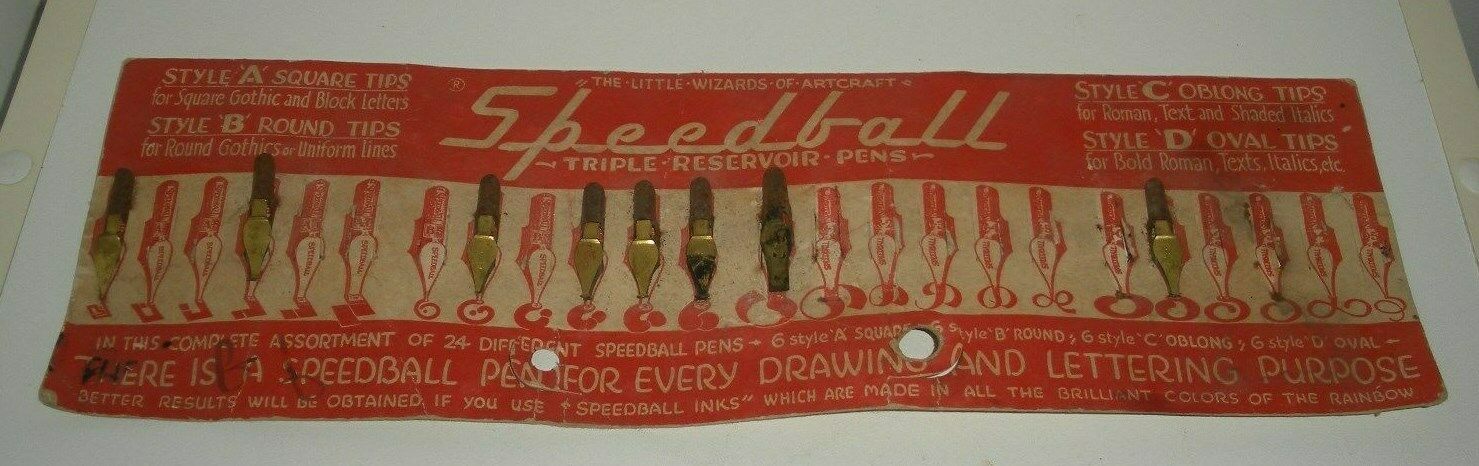 STYLE 'A' SQUARE TIPS
for Square Gothic and Block Letters
STYLE 'B' ROUND TIPS
for Round Gothics or Uniform Lines
®
"THE · LITTLE · WIZARDS · OF · ARTCRAFT"
Speedball
TRIPLE · RESERVOIR · PENS
STYLE 'C' OBLONG TIPS
for Roman, Text and Shaded Italics
STYLE 'D' OVAL TIPS
for Bold Roman, Texts, Italics, etc.
IN THIS COMPLETE ASSORTMENT OF 24 DIFFERENT SPEEDBALL PENS - 6 style 'A' SQUARE, 6 style 'B' ROUND, 6 style 'C' OBLONG, 6 style 'D' OVAL -
THERE IS A SPEEDBALL PEN FOR EVERY DRAWING AND LETTERING PURPOSE
BETTER RESULTS WILL BE OBTAINED IF YOU USE "SPEEDBALL INKS" WHICH ARE MADE IN ALL THE BRILLIANT COLORS OF THE RAINBOW